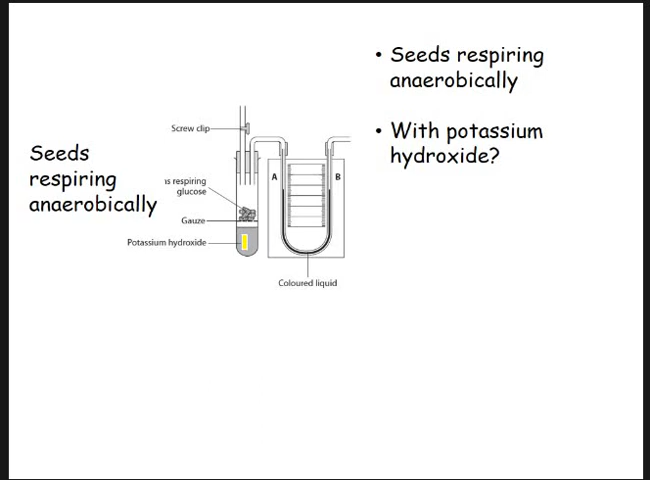 • Seeds respiring
anaerobically
• With potassium
hydroxide?
Seeds
respiring
anaerobically
Screw clip
respiring
glucose
Gauze
Potassium hydroxide
A
B
Coloured liquid